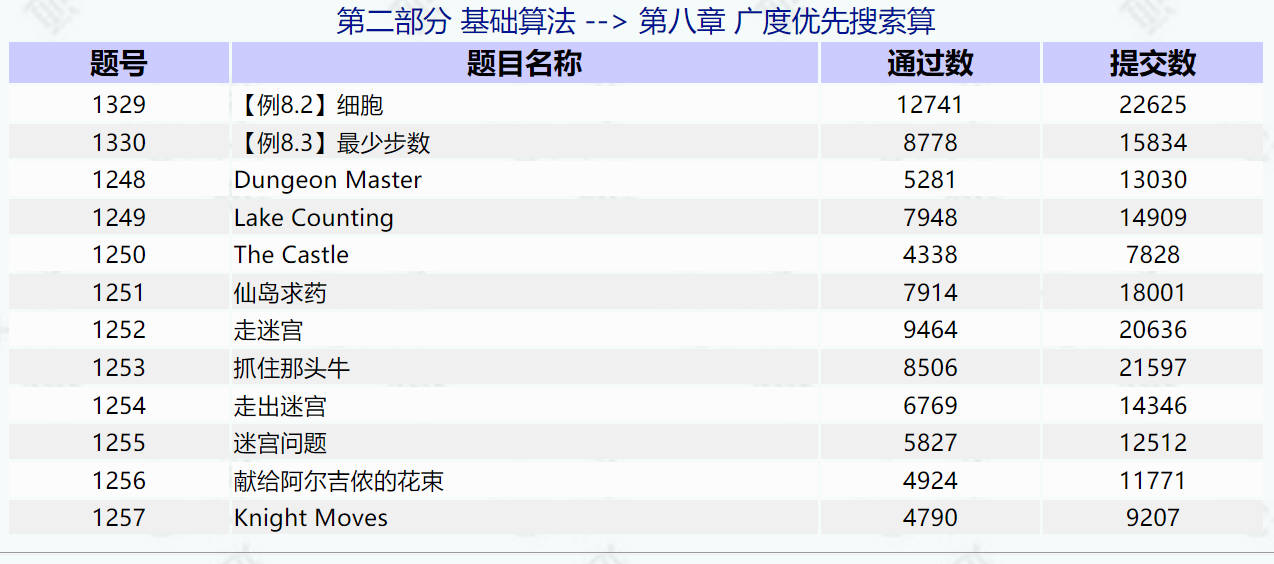 第二部分 基础算法 --> 第八章 广度优先搜索算
题号 题目名称 通过数 提交数
1329 【例8.2】细胞 12741 22625
1330 【例8.3】最少步数 8778 15834
1248 Dungeon Master 5281 13030
1249 Lake Counting 7948 14909
1250 The Castle 4338 7828
1251 仙岛求药 7914 18001
1252 走迷宫 9464 20636
1253 抓住那头牛 8506 21597
1254 走出迷宫 6769 14346
1255 迷宫问题 5827 12512
1256 献给阿尔吉侬的花束 4924 11771
1257 Knight Moves 4790 9207